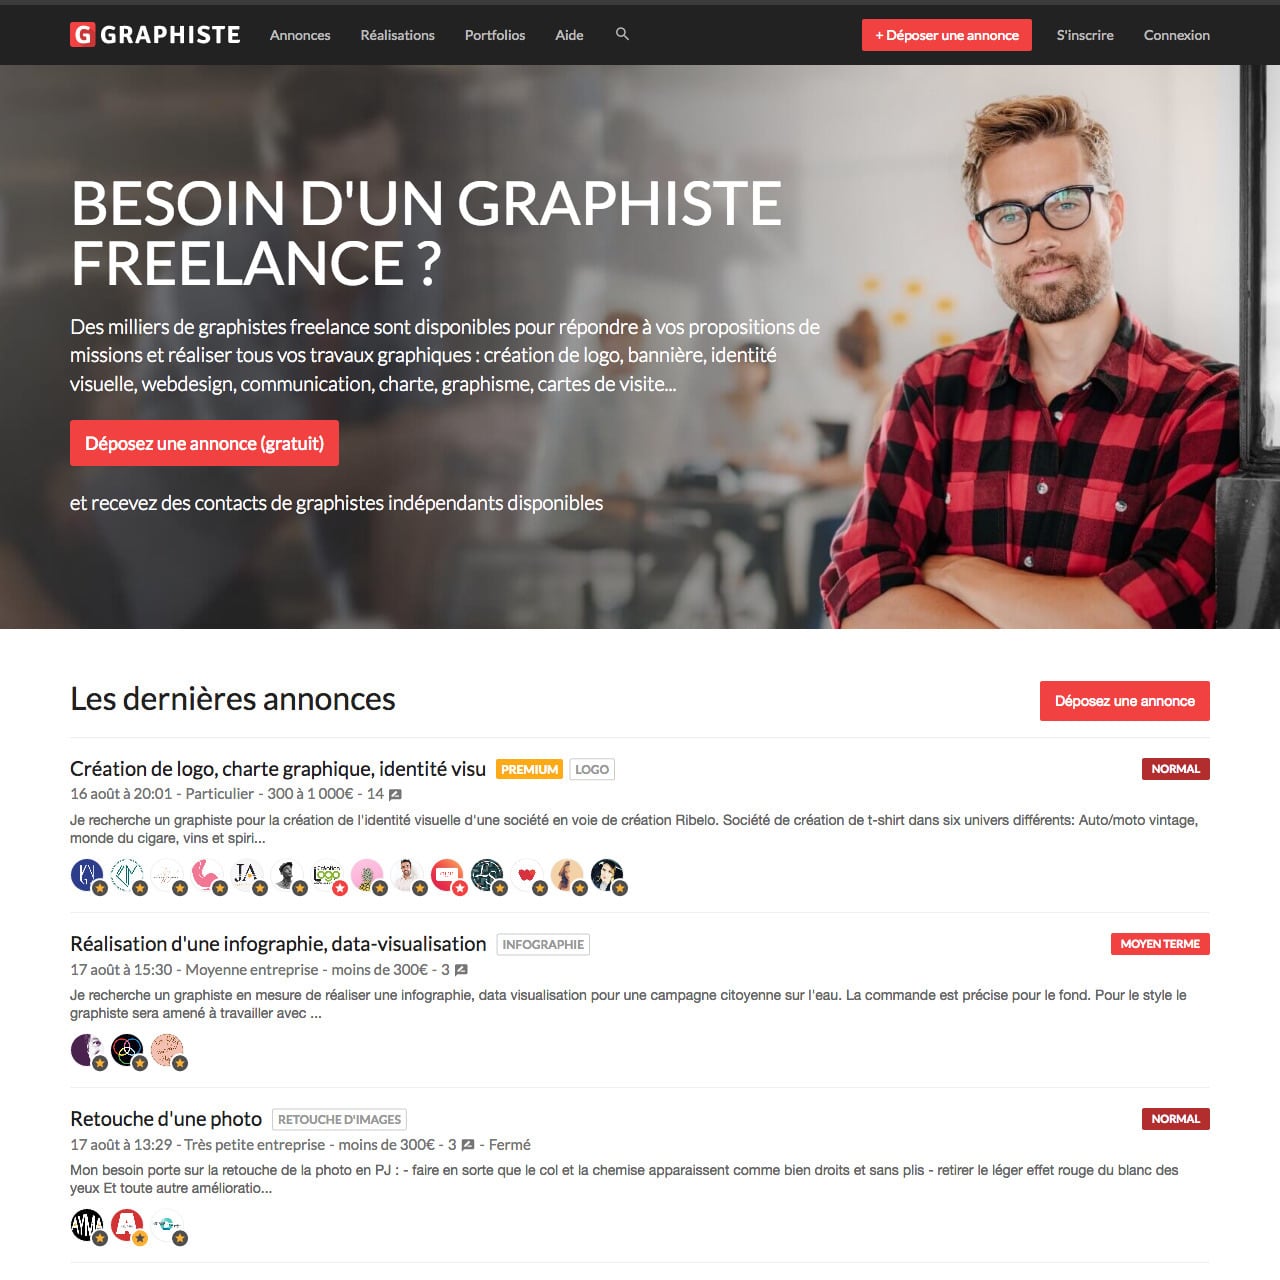 G GRAPHISTE Annonces Réalisations Portfolios Aide + Déposer une annonce S'inscrire Connexion
BESOIN D'UN GRAPHISTE
FREELANCE ?
Des milliers de graphistes freelance sont disponibles pour répondre à vos propositions de
missions et réaliser tous vos travaux graphiques : création de logo, bannière, identité
visuelle, webdesign, communication, charte, graphisme, cartes de visite...
Déposez une annonce (gratuit)
et recevez des contacts de graphistes indépendants disponibles
Les dernières annonces Déposez une annonce
Création de logo, charte graphique, identité visu PREMIUM LOGO NORMAL
16 août à 20:01 - Particulier - 300 à 1 000€ - 14
Je recherche un graphiste pour la création de l'identité visuelle d'une société en voie de création Ribelo. Société de création de t-shirt dans six univers différents: Auto/moto vintage,
monde du cigare, vins et spiri...
JA Logo
Réalisation d'une infographie, data-visualisation INFOGRAPHIE MOYEN TERME
17 août à 15:30 - Moyenne entreprise - moins de 300€ - 3
Je recherche un graphiste en mesure de réaliser une infographie, data visualisation pour une campagne citoyenne sur l'eau. La commande est précise pour le fond. Pour le style le
graphiste sera amené à travailler avec ...
Retouche d'une photo RETOUCHE D'IMAGES NORMAL
17 août à 13:29 - Très petite entreprise - moins de 300€ - 3 - Fermé
Mon besoin porte sur la retouche de la photo en PJ : - faire en sorte que le col et la chemise apparaissent comme bien droits et sans plis - retirer le léger effet rouge du blanc des
yeux Et toute autre amélioratio...
AYMA A